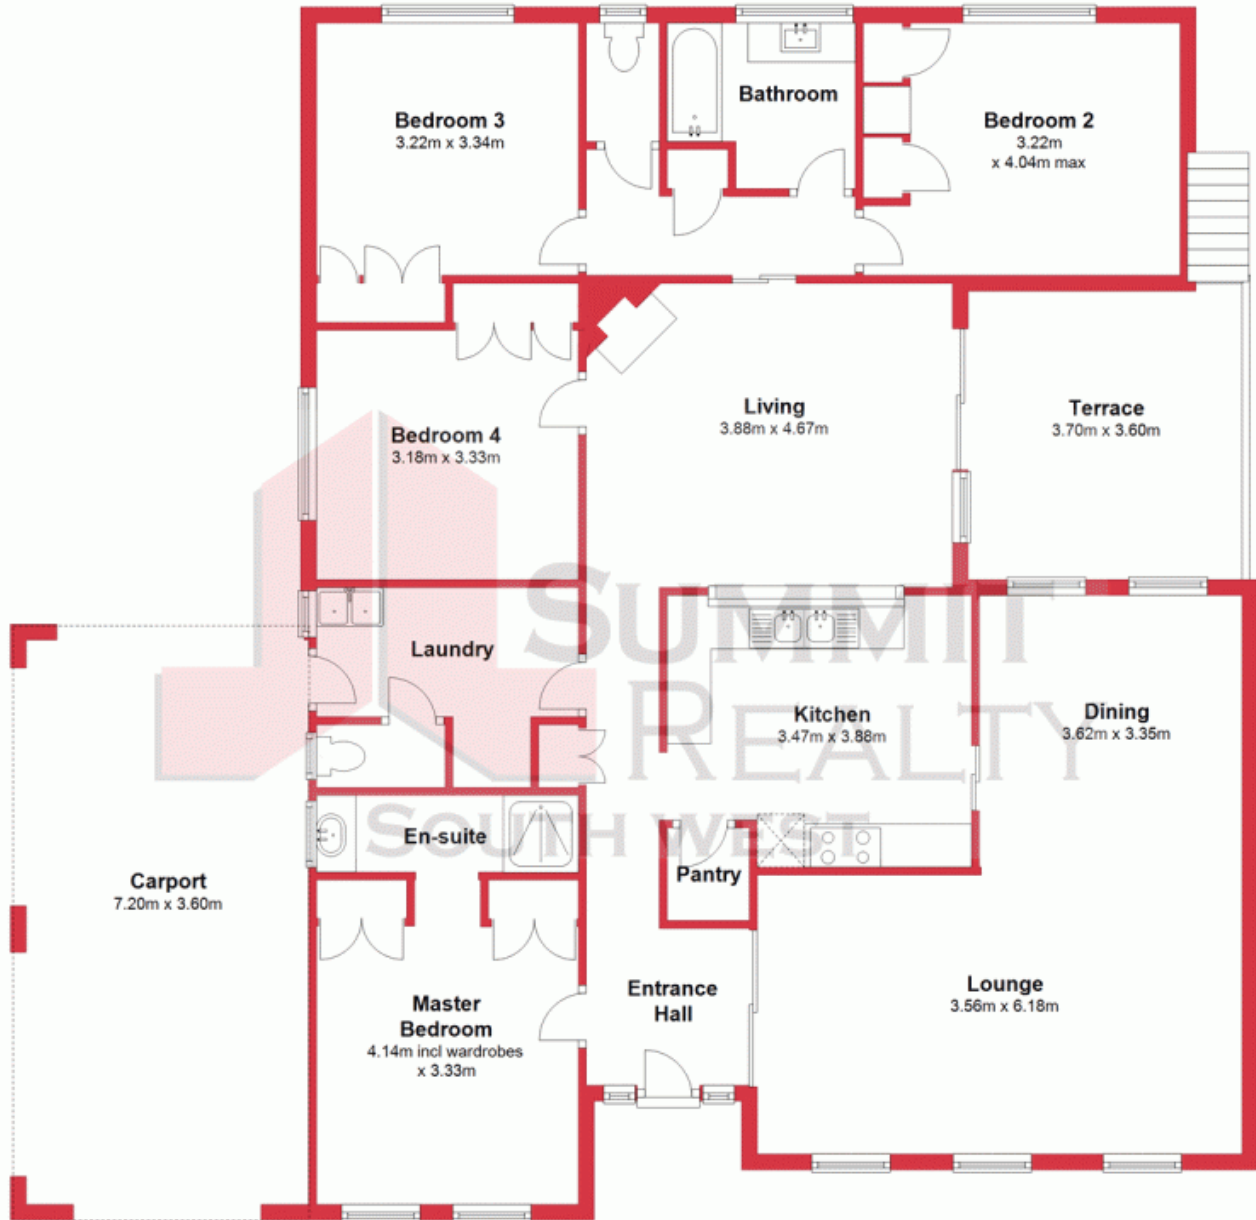 Bedroom 3
3.22m x 3.34m
Bathroom
Bedroom 2
3.22m
x 4.04m max
Bedroom 4
3.18m x 3.33m
Living
3.88m x 4.67m
Terrace
3.70m x 3.60m
SUMMIT
REALTY
SOUTH WEST
Laundry
Kitchen
3.47m x 3.88m
Dining
3.62m x 3.35m
En-suite
Pantry
Carport
7.20m x 3.60m
Master
Bedroom
4.14m incl wardrobes
x 3.33m
Entrance
Hall
Lounge
3.56m x 6.18m